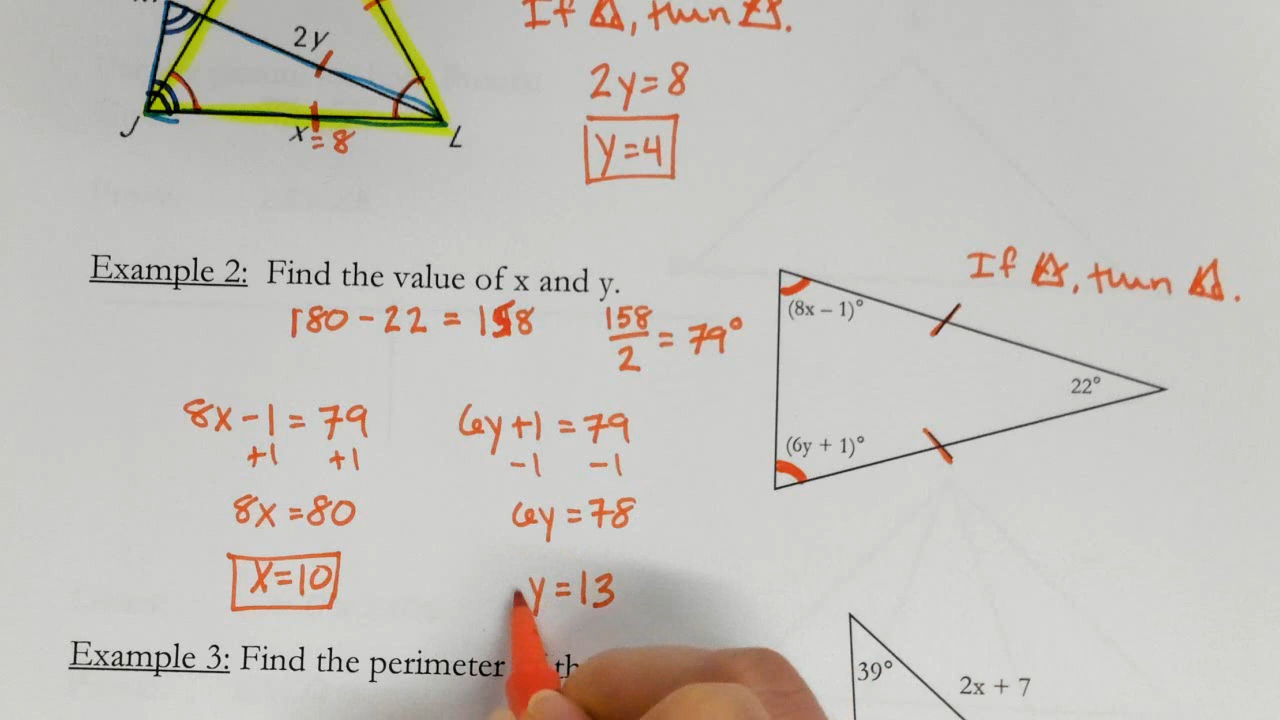 If △, then △.
2y
2y=8
y=4
J
x = 8
L
Example 2: Find the value of x and y.
If △, then △.
180 - 22 = 158
158/2 = 79°
(8x – 1)°
22°
(6y + 1)°
8x - 1 = 79
+1 +1
8x = 80
x = 10
6y + 1 = 79
-1 -1
6y = 78
y = 13
Example 3: Find the perimeter
39°
2x + 7